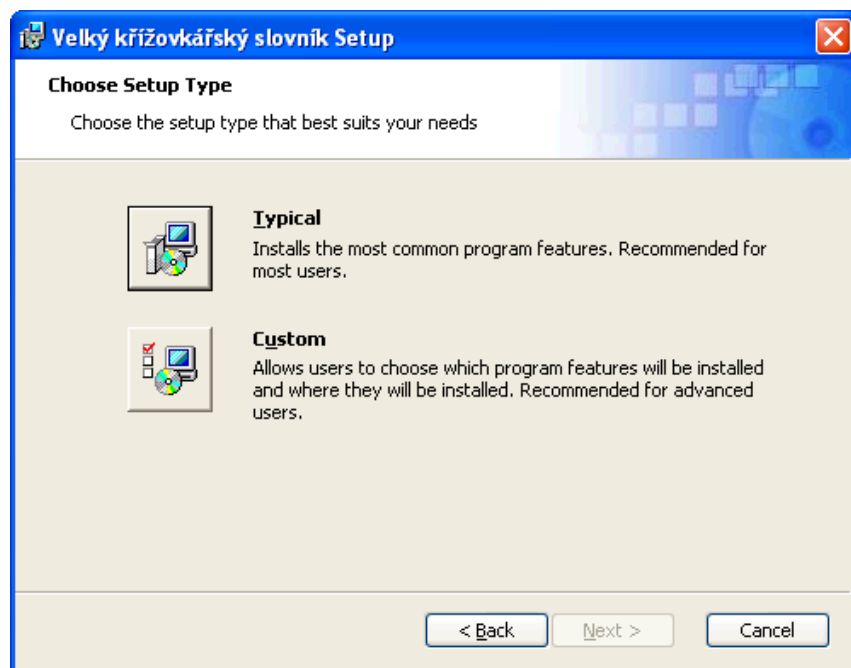 Velký křížovkářský slovník Setup
Choose Setup Type
Choose the setup type that best suits your needs
Typical
Installs the most common program features. Recommended for
most users.
Custom
Allows users to choose which program features will be installed
and where they will be installed. Recommended for advanced
users.
< Back Next > Cancel